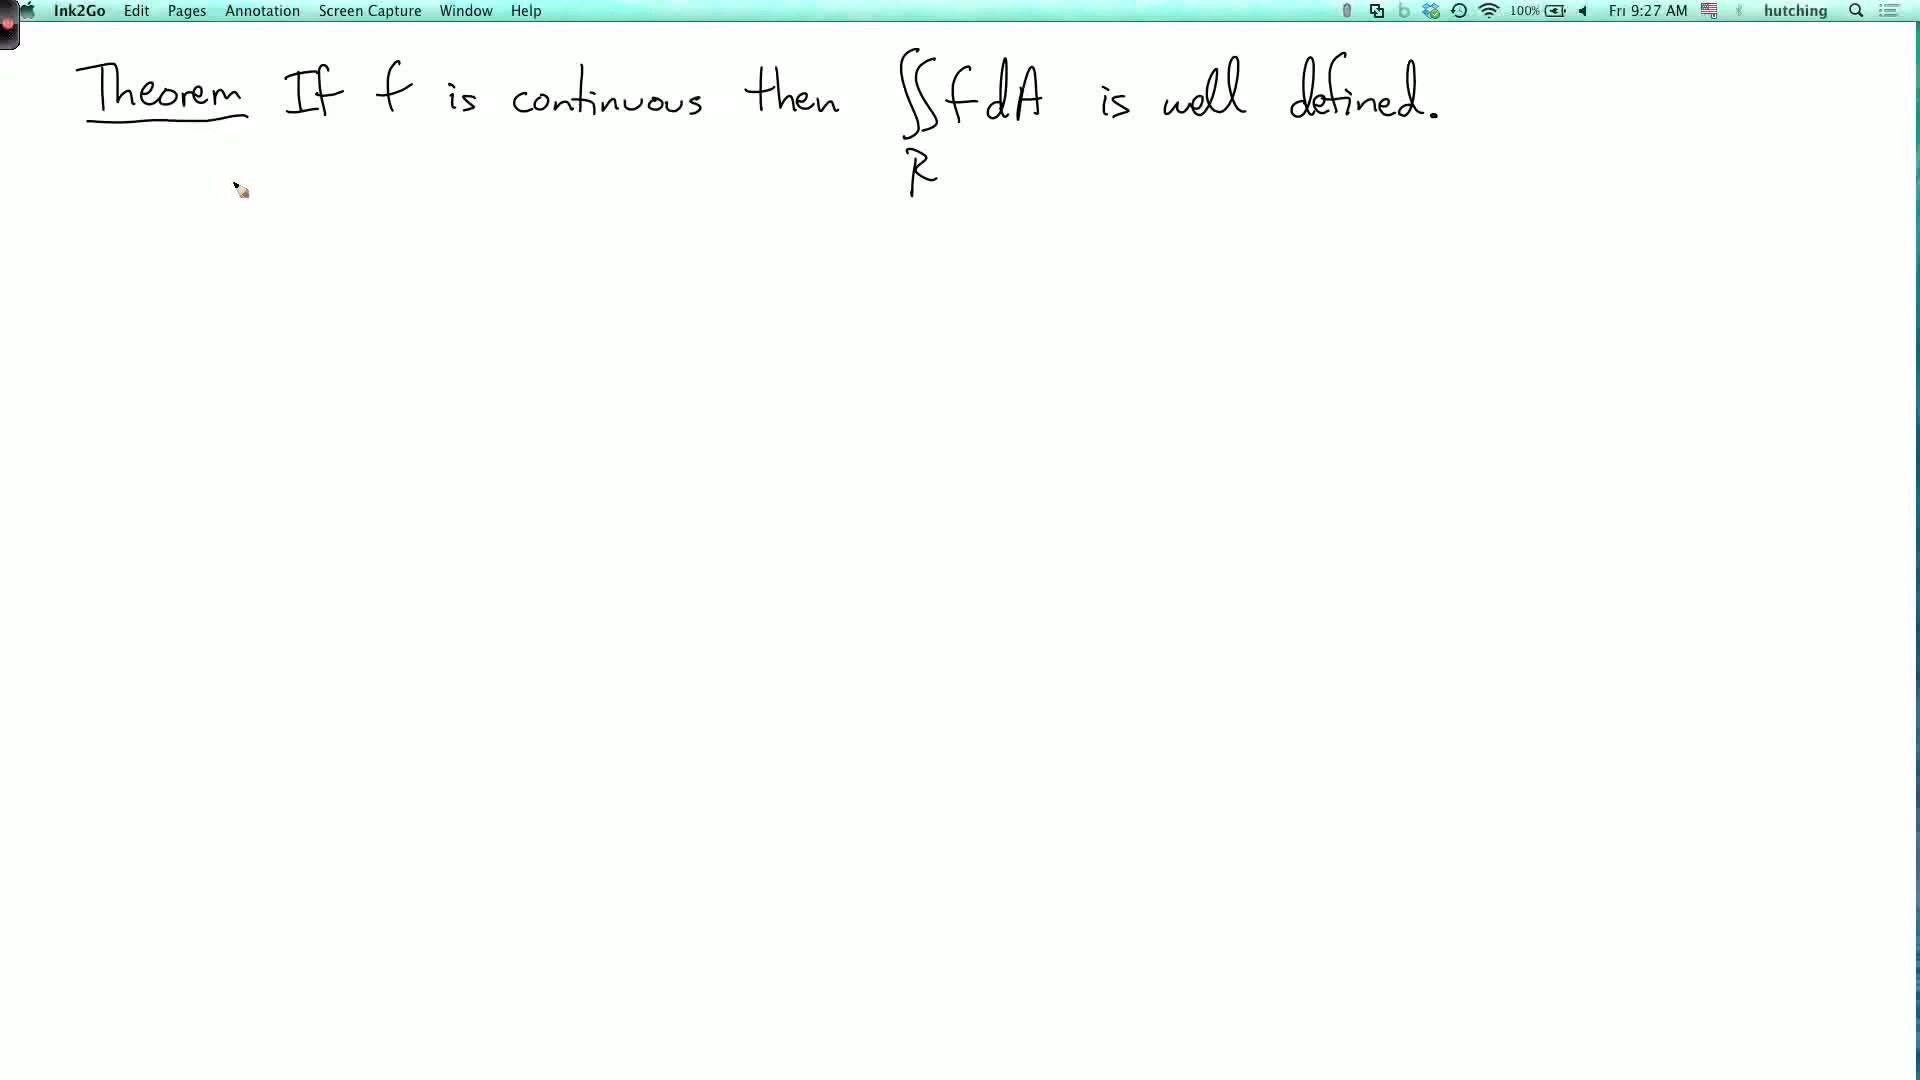 Ink2Go Edit Pages Annotation Screen Capture Window Help 100% Fri 9:27 AM hutching
Theorem If f is continuous then ∬ f dA is well defined.
R